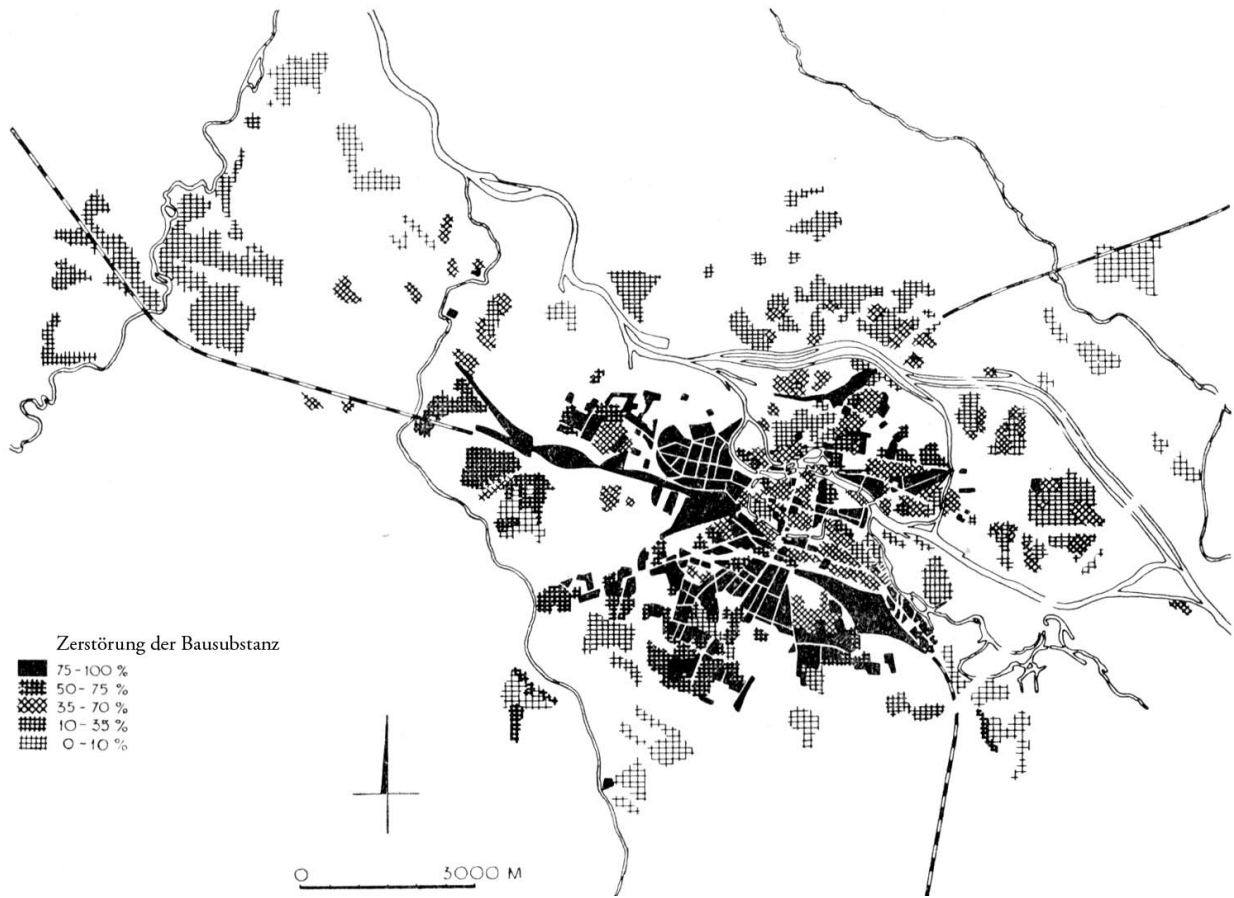 Zerstörung der Bausubstanz
75-100 %
50-75 %
35-70 %
10-35 %
0-10 %
0 3000 M